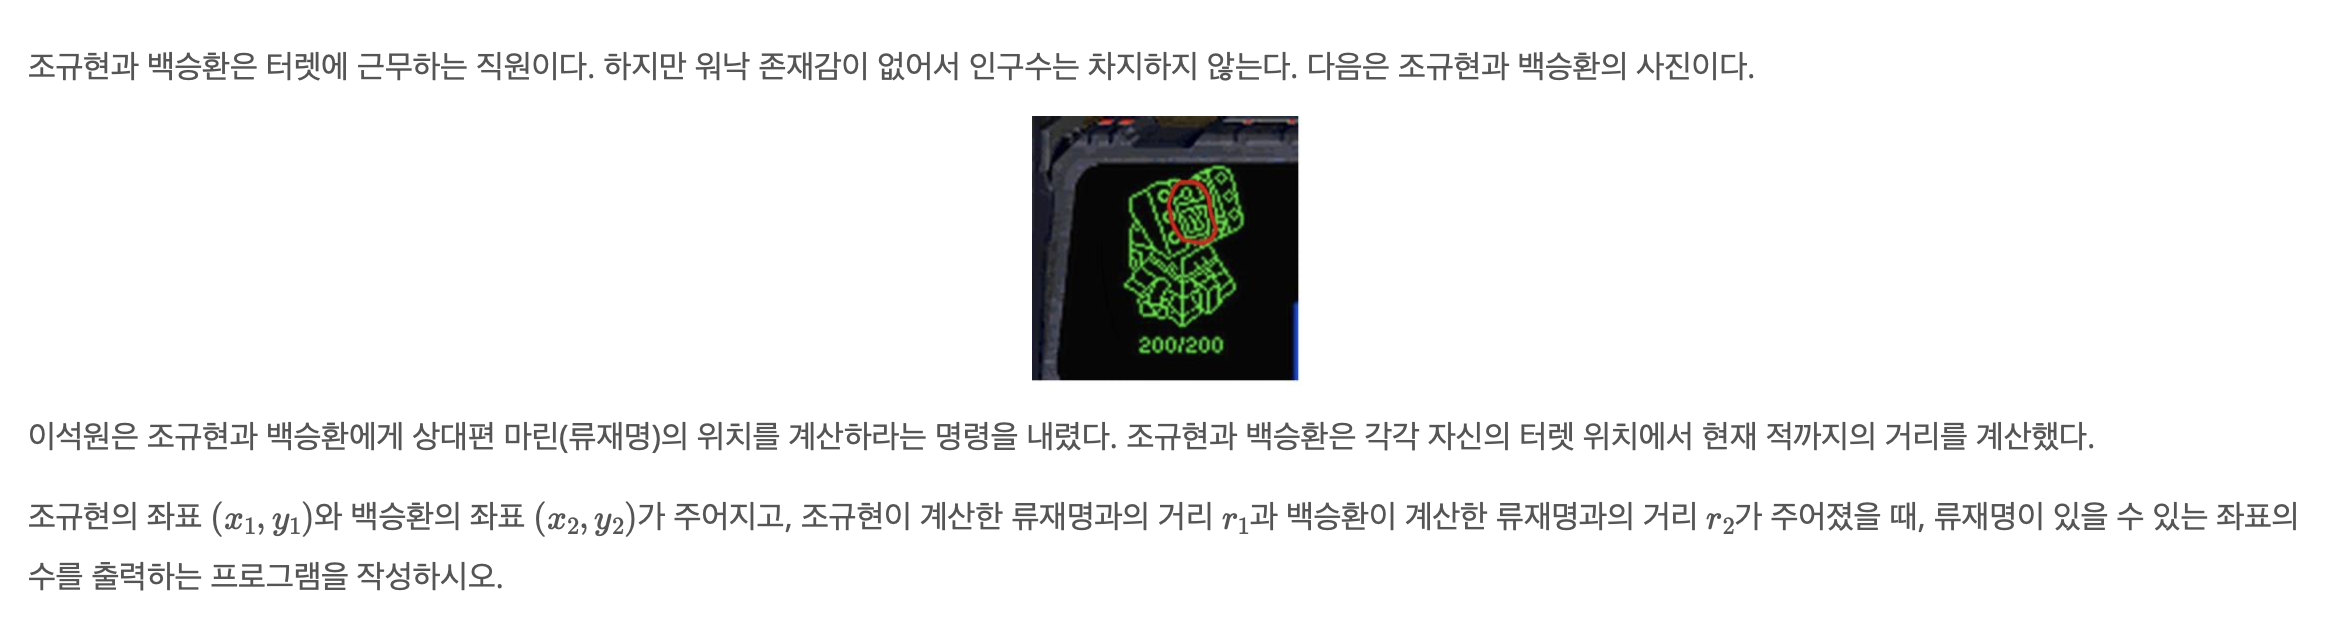 조규현과 백승환은 터렛에 근무하는 직원이다. 하지만 워낙 존재감이 없어서 인구수는 차지하지 않는다. 다음은 조규현과 백승환의 사진이다.
200/200
이석원은 조규현과 백승환에게 상대편 마린(류재명)의 위치를 계산하라는 명령을 내렸다. 조규현과 백승환은 각각 자신의 터렛 위치에서 현재 적까지의 거리를 계산했다.
조규현의 좌표 (x₁, y₁)와 백승환의 좌표 (x₂, y₂)가 주어지고, 조규현이 계산한 류재명과의 거리 r₁과 백승환이 계산한 류재명과의 거리 r₂가 주어졌을 때, 류재명이 있을 수 있는 좌표의
수를 출력하는 프로그램을 작성하시오.